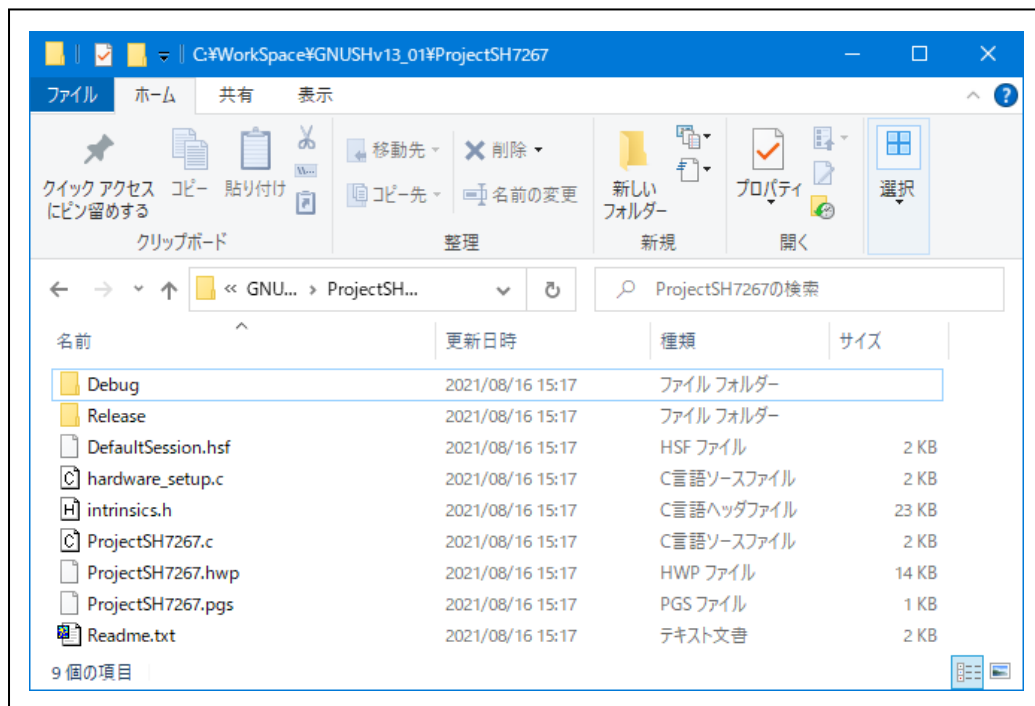 C:¥WorkSpace¥GNUSHv13_01¥ProjectSH7267
ファイル ホーム 共有 表示
クイック アクセスにピン留めする
コピー
貼り付け
クリップボード
移動先
コピー先
削除
名前の変更
整理
新しいフォルダー
新規
プロパティ
開く
選択
« GNU... › ProjectSH...
ProjectSH7267の検索
名前 更新日時 種類 サイズ
Debug 2021/08/16 15:17 ファイル フォルダー
Release 2021/08/16 15:17 ファイル フォルダー
DefaultSession.hsf 2021/08/16 15:17 HSF ファイル 2 KB
hardware_setup.c 2021/08/16 15:17 C言語ソースファイル 2 KB
intrinsics.h 2021/08/16 15:17 C言語ヘッダファイル 23 KB
ProjectSH7267.c 2021/08/16 15:17 C言語ソースファイル 2 KB
ProjectSH7267.hwp 2021/08/16 15:17 HWP ファイル 14 KB
ProjectSH7267.pgs 2021/08/16 15:17 PGS ファイル 1 KB
Readme.txt 2021/08/16 15:17 テキスト文書 2 KB
9 個の項目